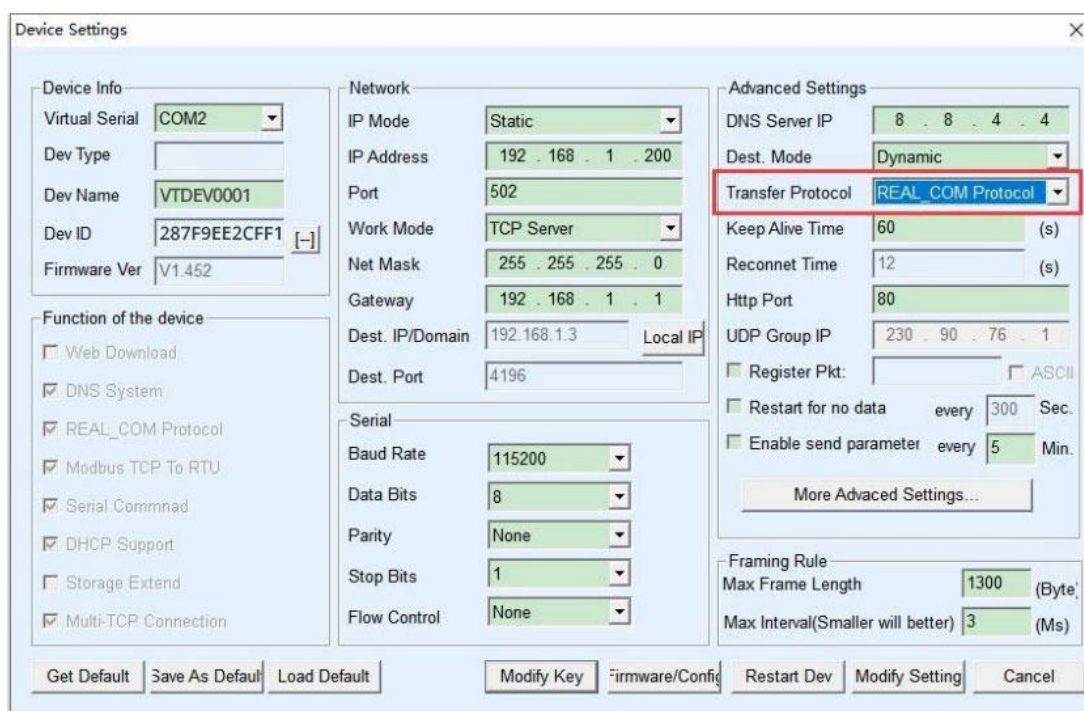 Device Settings
Device Info
Virtual Serial COM2
Dev Type
Dev Name VTDEV0001
Dev ID 287F9EE2CFF1 [--]
Firmware Ver V1.452
Function of the device
Web Download
DNS System
REAL_COM Protocol
Modbus TCP To RTU
Serial Commnad
DHCP Support
Storage Extend
Multi-TCP Connection
Network
IP Mode Static
IP Address 192 . 168 . 1 . 200
Port 502
Work Mode TCP Server
Net Mask 255 . 255 . 255 . 0
Gateway 192 . 168 . 1 . 1
Dest. IP/Domain 192.168.1.3 Local IP
Dest. Port 4196
Serial
Baud Rate 115200
Data Bits 8
Parity None
Stop Bits 1
Flow Control None
Advanced Settings
DNS Server IP 8 . 8 . 4 . 4
Dest. Mode Dynamic
Transfer Protocol REAL_COM Protocol
Keep Alive Time 60 (s)
Reconnet Time 12 (s)
Http Port 80
UDP Group IP 230 . 90 . 76 . 1
Register Pkt: ASCII
Restart for no data every 300 Sec.
Enable send parameter every 5 Min.
More Advaced Settings...
Framing Rule
Max Frame Length 1300 (Byte)
Max Interval(Smaller will better) 3 (Ms)
Get Default Save As Defaul Load Default Modify Key Firmware/Config Restart Dev Modify Setting Cancel